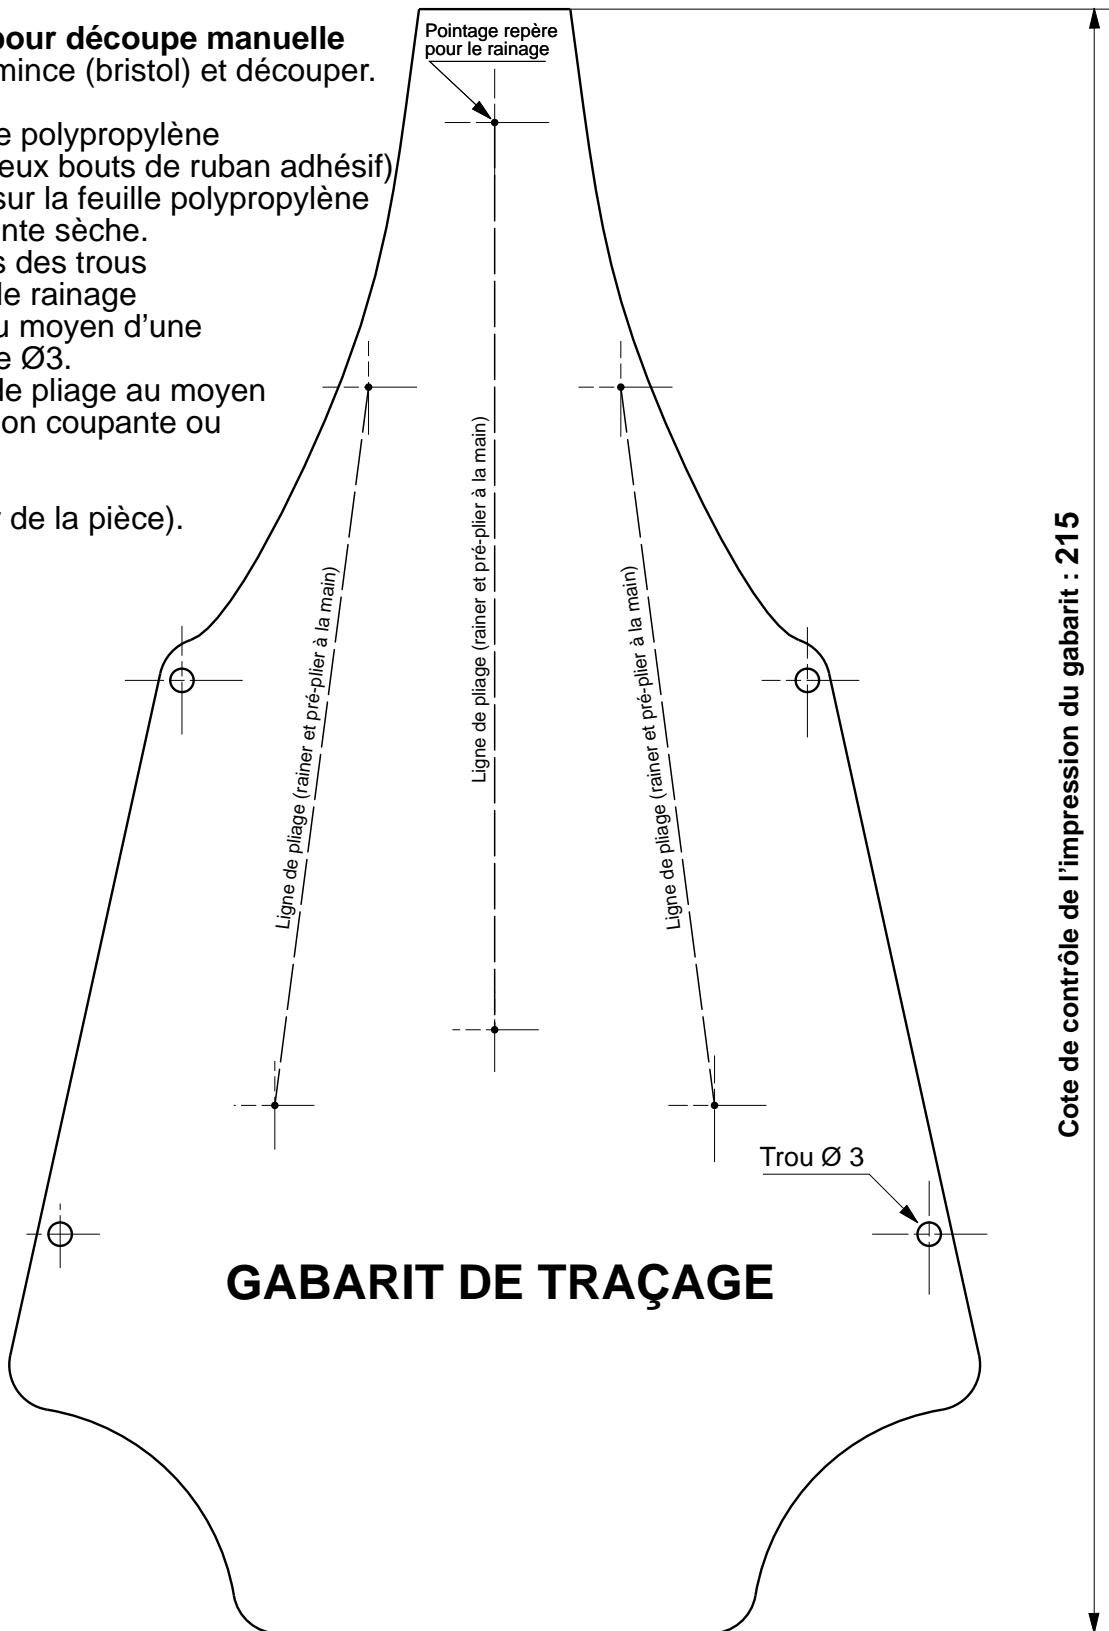 pour découpe manuelle
mince (bristol) et découper.
e polypropylène
eux bouts de ruban adhésif)
sur la feuille polypropylène
nte sèche.
s des trous
le rainage
u moyen d'une
e Ø3.
le pliage au moyen
on coupante ou
r de la pièce).
Pointage repère
pour le rainage
Ligne de pliage (rainer et pré-plier à la main)
Ligne de pliage (rainer et pré-plier à la main)
Ligne de pliage (rainer et pré-plier à la main)
Trou Ø 3
GABARIT DE TRAÇAGE
Cote de contrôle de l'impression du gabarit : 215